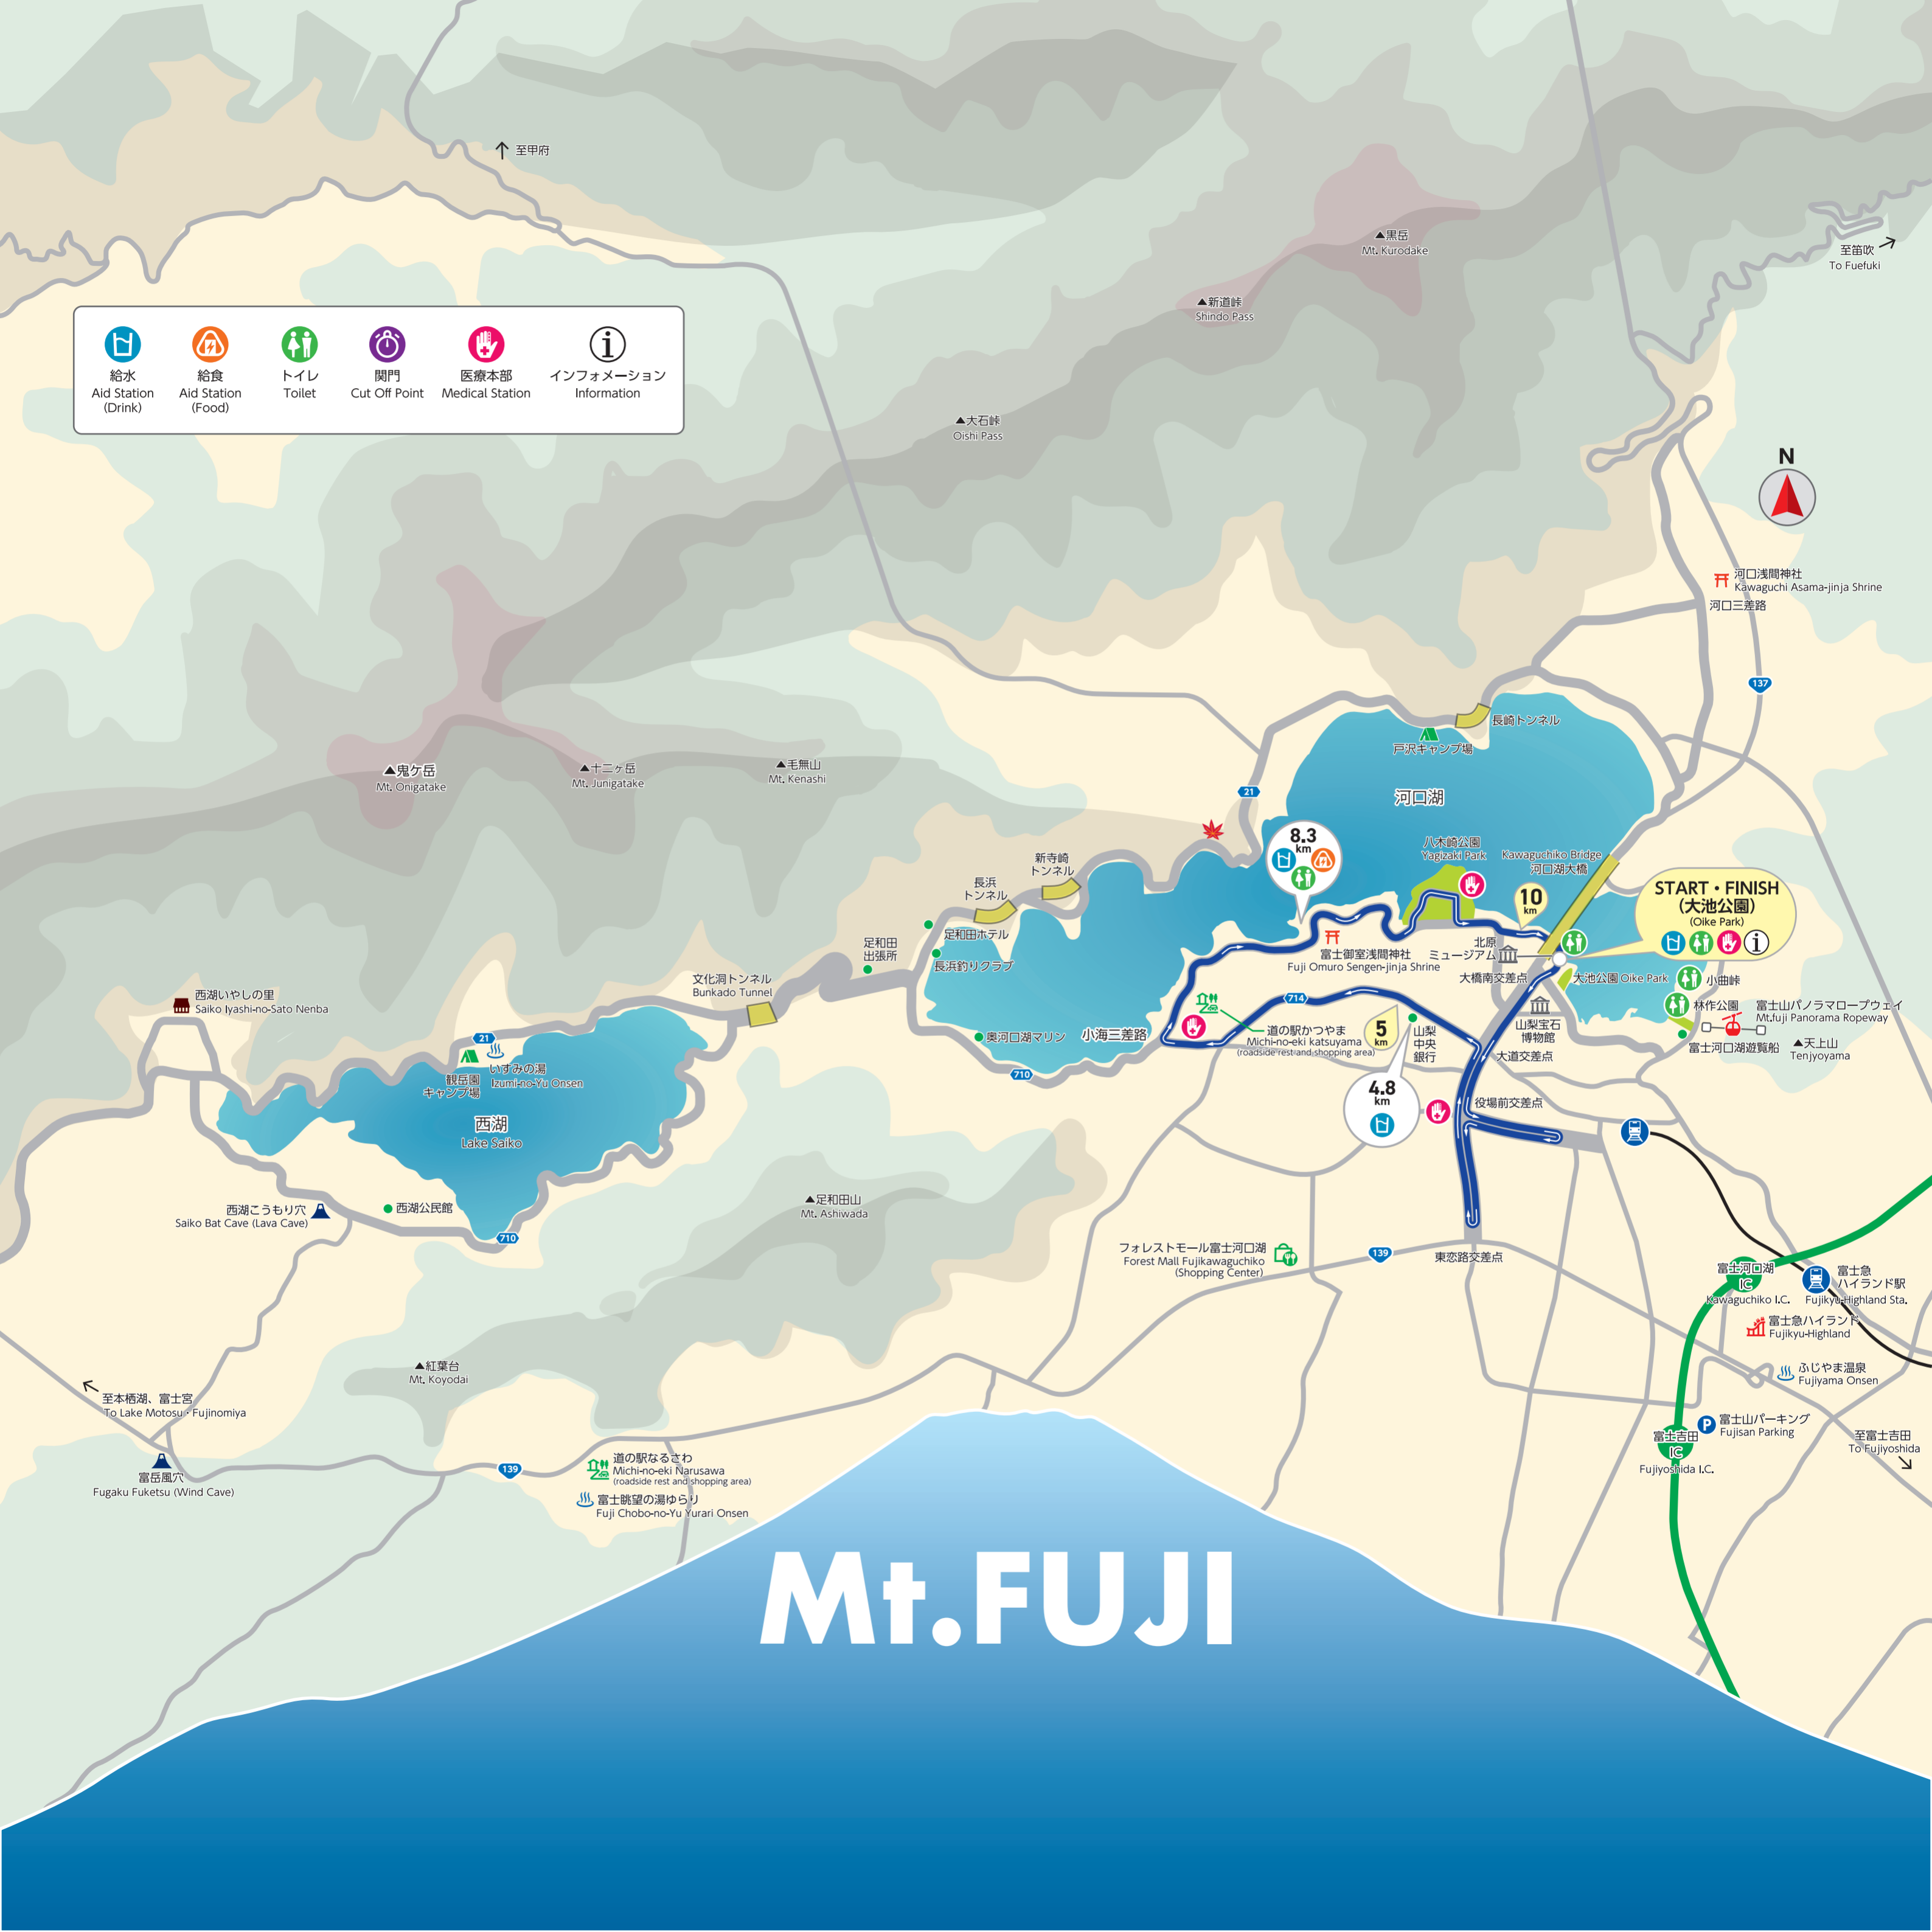 至甲府
▲黒岳
Mt. Kurodake
至笛吹
To Fuefuki
▲新道峠
Shindo Pass
給水
Aid Station
(Drink)
給食
Aid Station
(Food)
トイレ
Toilet
関門
Cut Off Point
医療本部
Medical Station
インフォメーション
Information
▲大石峠
Oishi Pass
N
河口浅間神社
Kawaguchi Asama-jinja Shrine
河口三差路
137
長崎トンネル
戸沢キャンプ場
▲鬼ケ岳
Mt. Onigatake
▲十二ヶ岳
Mt. Junigatake
▲毛無山
Mt. Kenashi
21
河口湖
8.3
km
八木崎公園
Yagizaki Park
Kawaguchiko Bridge
河口湖大橋
新寺崎
トンネル
長浜
トンネル
10
km
START・FINISH
(大池公園)
(Oike Park)
足和田ホテル
足和田
出張所
長浜釣りクラブ
北原
ミュージアム
富士御室浅間神社
Fuji Omuro Sengen-jinja Shrine
大橋南交差点
大池公園 Oike Park
小曲峠
文化洞トンネル
Bunkado Tunnel
西湖いやしの里
Saiko Iyashi-no-Sato Nenba
714
林作公園
富士山パノラマロープウェイ
Mt.fuji Panorama Ropeway
山梨宝石
博物館
富士河口湖遊覧船
▲天上山
Tenjyoyama
21
奥河口湖マリン
小海三差路
道の駅かつやま
Michi-no-eki katsuyama
(roadside rest and shopping area)
5
km
山梨
中央
銀行
大道交差点
いずみの湯
Izumi-no-Yu Onsen
観岳園
キャンプ場
710
4.8
km
役場前交差点
西湖
Lake Saiko
▲足和田山
Mt. Ashiwada
西湖こうもり穴
Saiko Bat Cave (Lava Cave)
西湖公民館
710
フォレストモール富士河口湖
Forest Mall Fujikawaguchiko
(Shopping Center)
139
東恋路交差点
富士河口湖
IC
Kawaguchiko I.C.
富士急
ハイランド駅
Fujikyu-Highland Sta.
富士急ハイランド
Fujikyu-Highland
ふじやま温泉
Fujiyama Onsen
▲紅葉台
Mt. Koyodai
至本栖湖、富士宮
To Lake Motosu・Fujinomiya
P
富士山パーキング
Fujisan Parking
富士吉田
IC
Fujiyoshida I.C.
至富士吉田
To Fujiyoshida
富岳風穴
Fugaku Fuketsu (Wind Cave)
139
道の駅なるさわ
Michi-no-eki Narusawa
(roadside rest and shopping area)
富士眺望の湯ゆらり
Fuji Chobo-no-Yu Yurari Onsen
Mt.FUJI